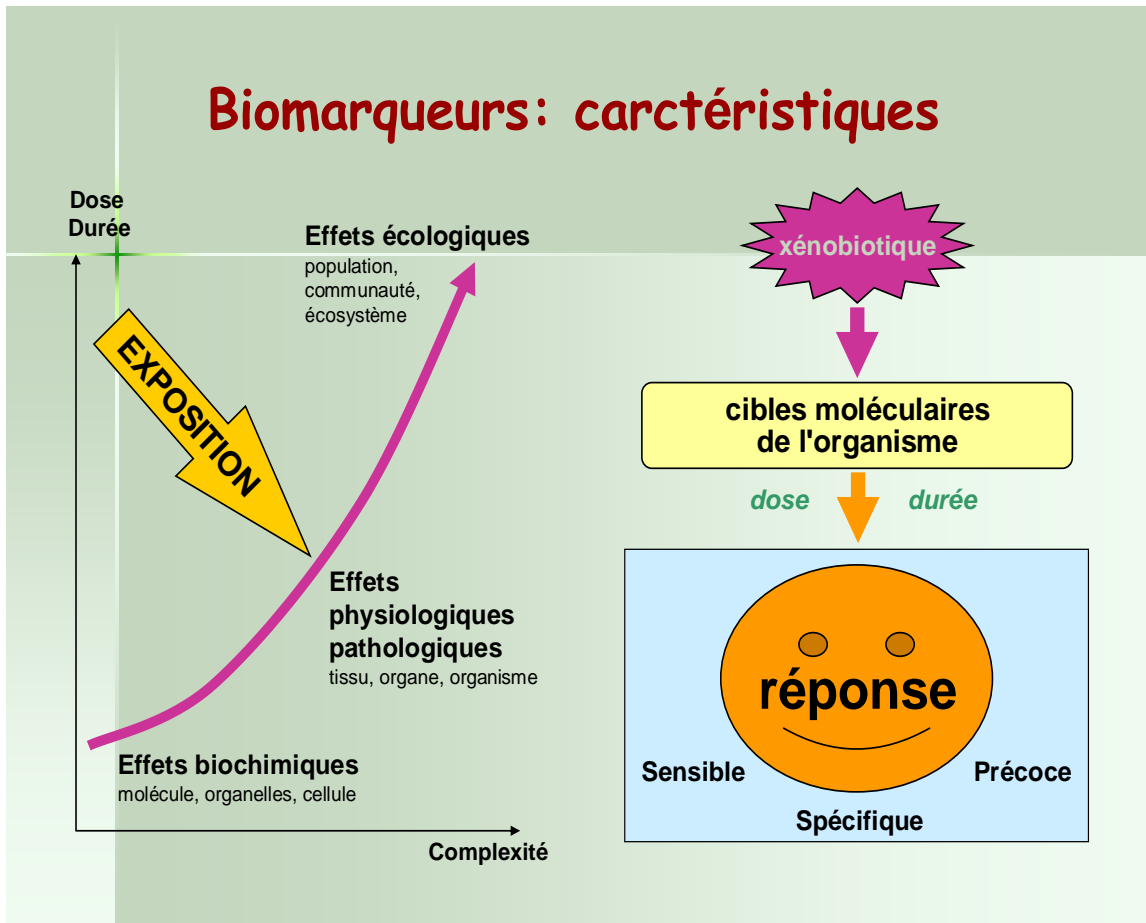 Biomarqueurs: carctéristiques
Dose
Durée
Effets écologiques
population,
communauté,
écosystème
EXPOSITION
Effets
physiologiques
pathologiques
tissu, organe, organisme
Effets biochimiques
molécule, organelles, cellule
Complexité
xénobiotique
cibles moléculaires
de l'organisme
dose durée
réponse
Sensible Précoce
Spécifique